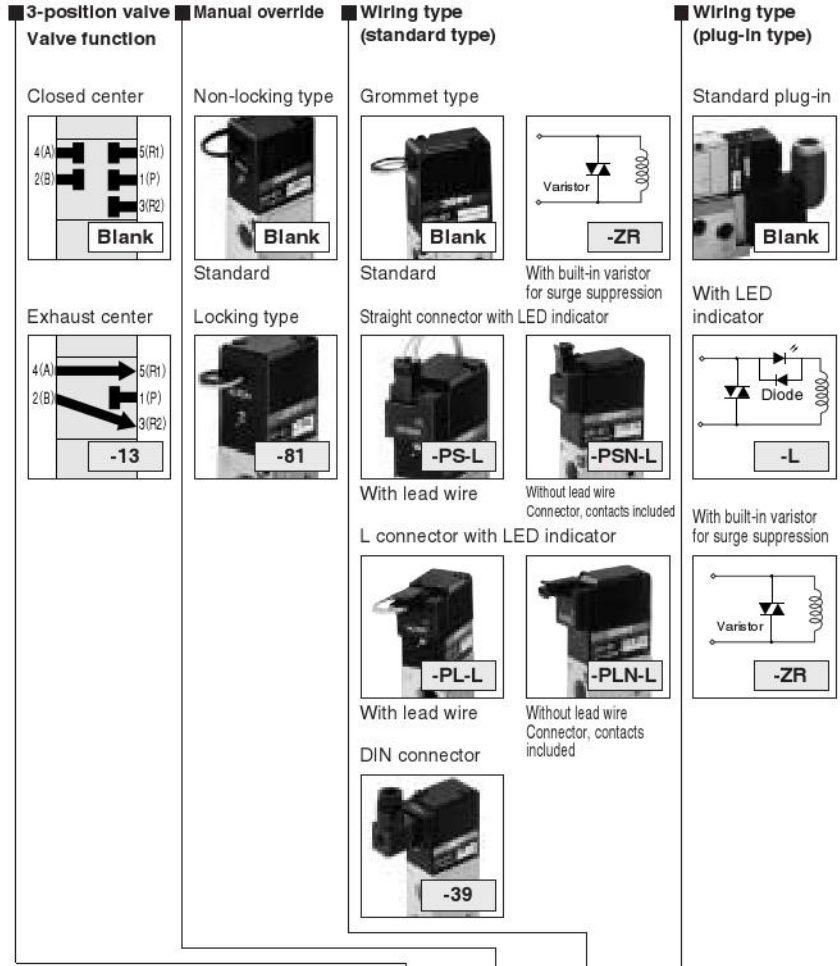 3-position valve
Valve function
Closed center
4(A)
5(R1)
2(B)
1(P)
3(R2)
Blank
Exhaust center
4(A)
5(R1)
2(B)
1(P)
3(R2)
-13
Manual override
Non-locking type
Blank
Standard
Locking type
-81
Wiring type
(standard type)
Grommet type
Blank
Standard
Varistor
-ZR
With built-in varistor
for surge suppression
Straight connector with LED indicator
-PS-L
With lead wire
-PSN-L
Without lead wire
Connector, contacts included
L connector with LED indicator
-PL-L
With lead wire
-PLN-L
Without lead wire
Connector, contacts
included
DIN connector
-39
Wiring type
(plug-in type)
Standard plug-in
Blank
With LED
indicator
Diode
-L
With built-in varistor
for surge suppression
Varistor
-ZR